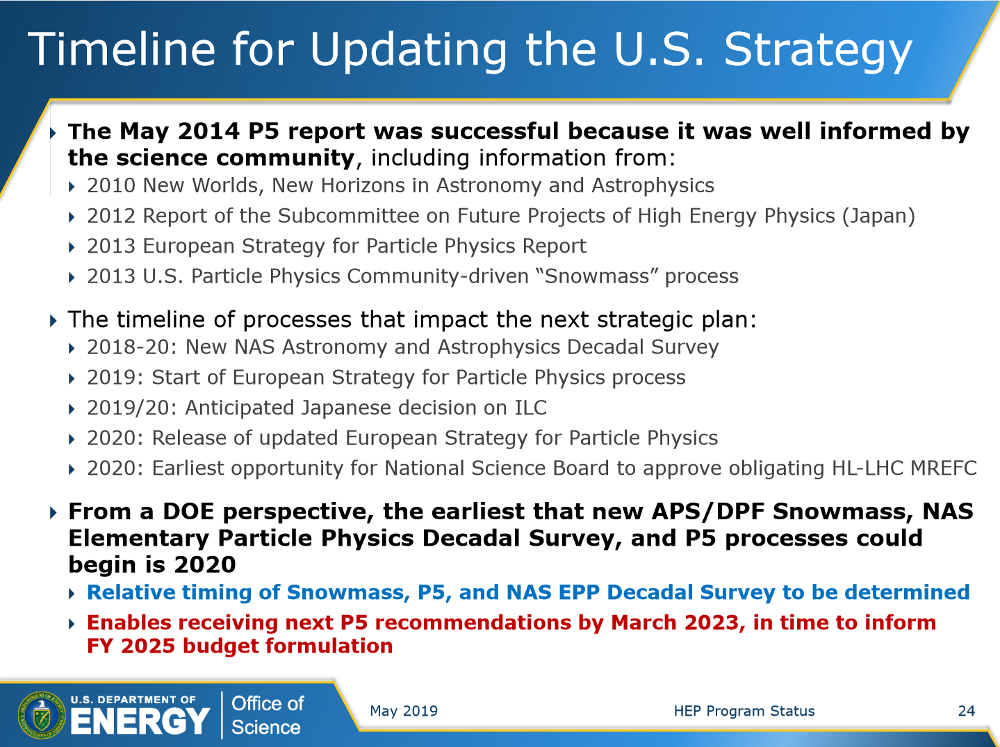 Timeline for Updating the U.S. Strategy
The May 2014 P5 report was successful because it was well informed by
the science community, including information from:
2010 New Worlds, New Horizons in Astronomy and Astrophysics
2012 Report of the Subcommittee on Future Projects of High Energy Physics (Japan)
2013 European Strategy for Particle Physics Report
2013 U.S. Particle Physics Community-driven “Snowmass” process
The timeline of processes that impact the next strategic plan:
2018-20: New NAS Astronomy and Astrophysics Decadal Survey
2019: Start of European Strategy for Particle Physics process
2019/20: Anticipated Japanese decision on ILC
2020: Release of updated European Strategy for Particle Physics
2020: Earliest opportunity for National Science Board to approve obligating HL-LHC MREFC
From a DOE perspective, the earliest that new APS/DPF Snowmass, NAS
Elementary Particle Physics Decadal Survey, and P5 processes could
begin is 2020
Relative timing of Snowmass, P5, and NAS EPP Decadal Survey to be determined
Enables receiving next P5 recommendations by March 2023, in time to inform
FY 2025 budget formulation
U.S. DEPARTMENT OF
ENERGY
Office of
Science
May 2019
HEP Program Status
24